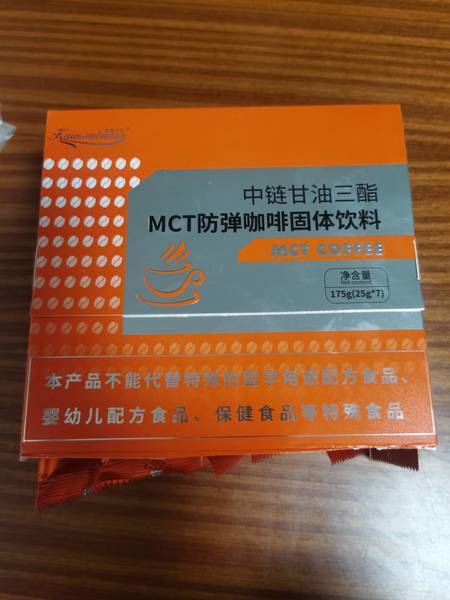 中链甘油三酯
MCT防弹咖啡固体饮料
MCT COFFEE
净含量
Net content
175g(25g*7)
本产品不能代替特殊的医学用途配方食品、
婴幼儿配方食品、保健食品等特殊食品